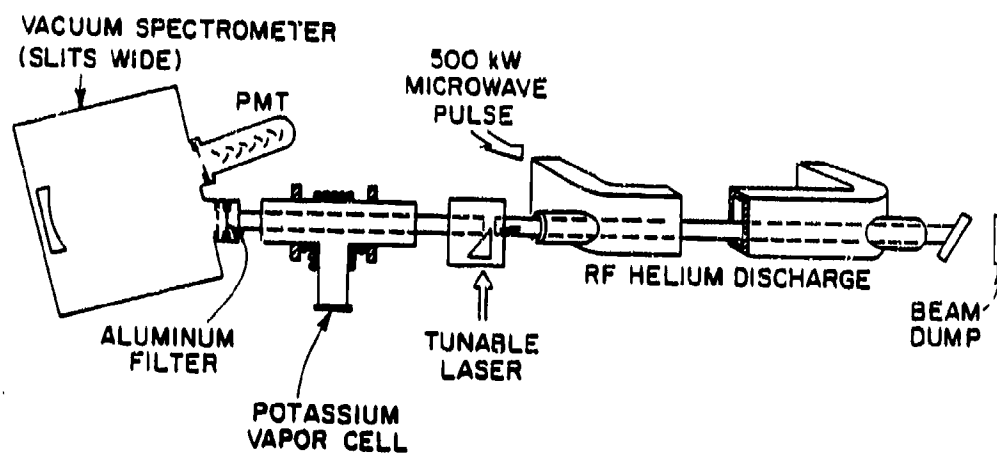 VACUUM SPECTROMETER
(SLITS WIDE)
PMT
500 kW
MICROWAVE
PULSE
RF HELIUM DISCHARGE
BEAM
DUMP
ALUMINUM
FILTER
TUNABLE
LASER
POTASSIUM
VAPOR CELL